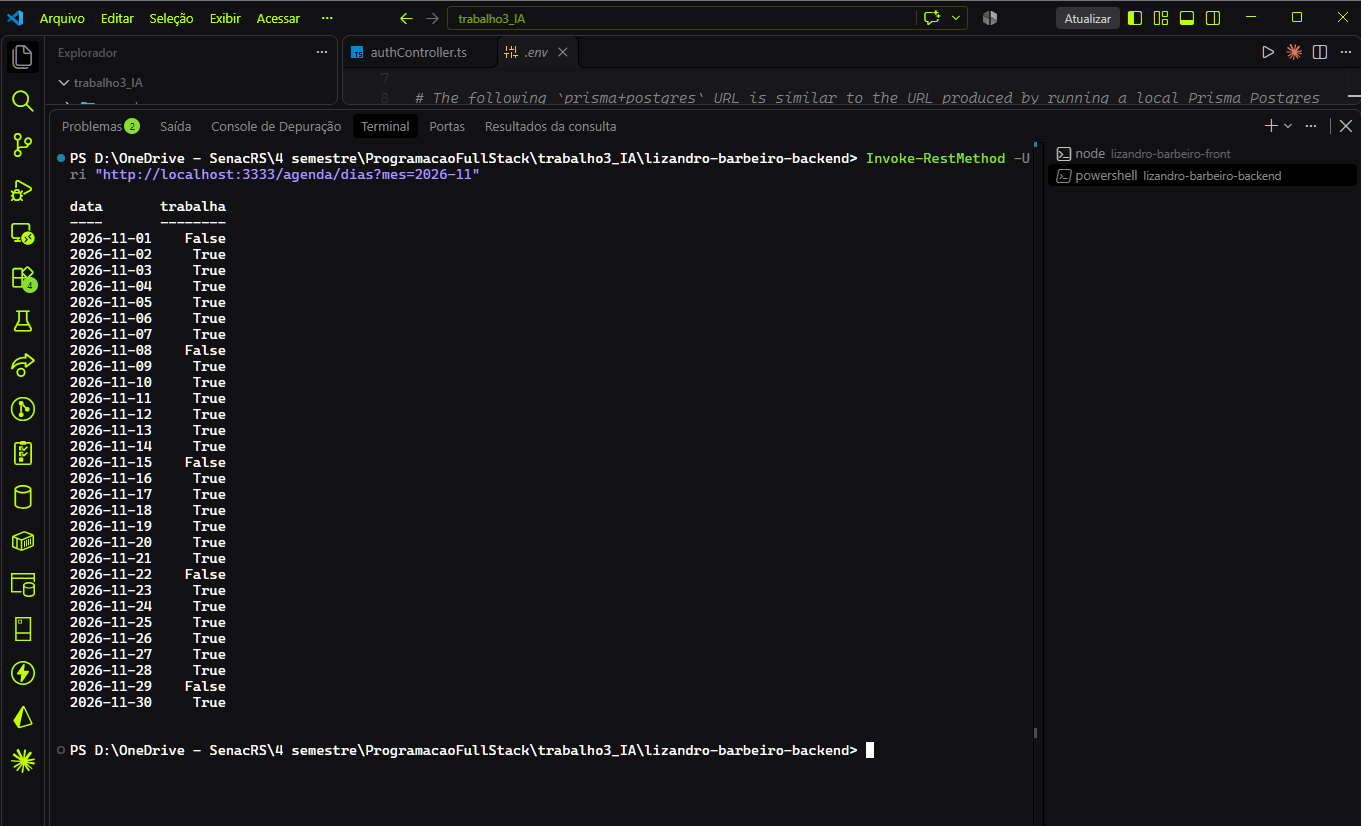 Arquivo Editar Seleção Exibir Acessar ··· trabalho3_IA Atualizar
Explorador ··· authController.ts .env
trabalho3_IA
7
8 # The following `prisma+postgres` URL is similar to the URL produced by running a local Prisma Postgres
Problemas 2 Saída Console de Depuração Terminal Portas Resultados da consulta
node lizandro-barbeiro-front
powershell lizandro-barbeiro-backend
PS D:\OneDrive - SenacRS\4 semestre\ProgramacaoFullStack\trabalho3_IA\lizandro-barbeiro-backend> Invoke-RestMethod -U
ri "http://localhost:3333/agenda/dias?mes=2026-11"
data trabalha
---- --------
2026-11-01 False
2026-11-02 True
2026-11-03 True
2026-11-04 True
2026-11-05 True
2026-11-06 True
2026-11-07 True
2026-11-08 False
2026-11-09 True
2026-11-10 True
2026-11-11 True
2026-11-12 True
2026-11-13 True
2026-11-14 True
2026-11-15 False
2026-11-16 True
2026-11-17 True
2026-11-18 True
2026-11-19 True
2026-11-20 True
2026-11-21 True
2026-11-22 False
2026-11-23 True
2026-11-24 True
2026-11-25 True
2026-11-26 True
2026-11-27 True
2026-11-28 True
2026-11-29 False
2026-11-30 True
PS D:\OneDrive - SenacRS\4 semestre\ProgramacaoFullStack\trabalho3_IA\lizandro-barbeiro-backend>
4